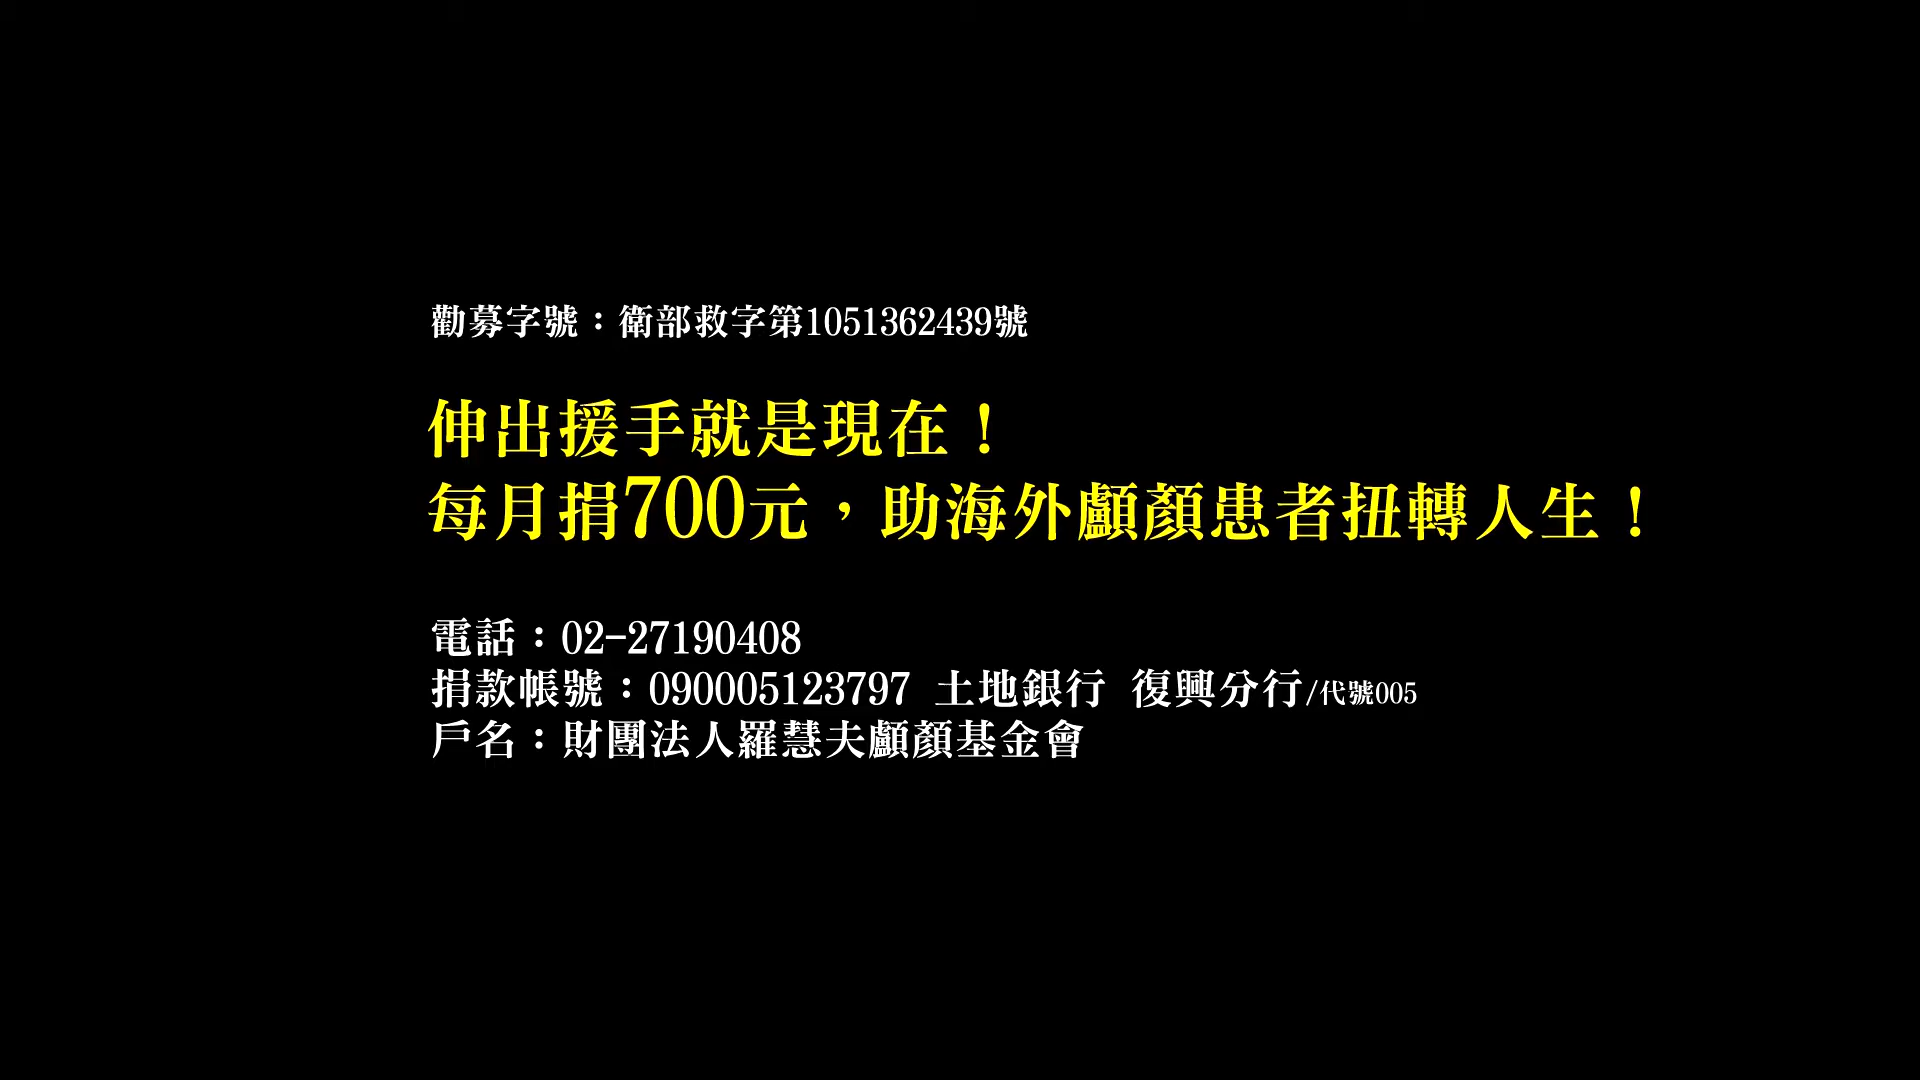 勸募字號：衛部救字第1051362439號
伸出援手就是現在！
每月捐700元，助海外顱顏患者扭轉人生！
電話：02-27190408
捐款帳號：090005123797 土地銀行 復興分行/代號005
戶名：財團法人羅慧夫顱顏基金會